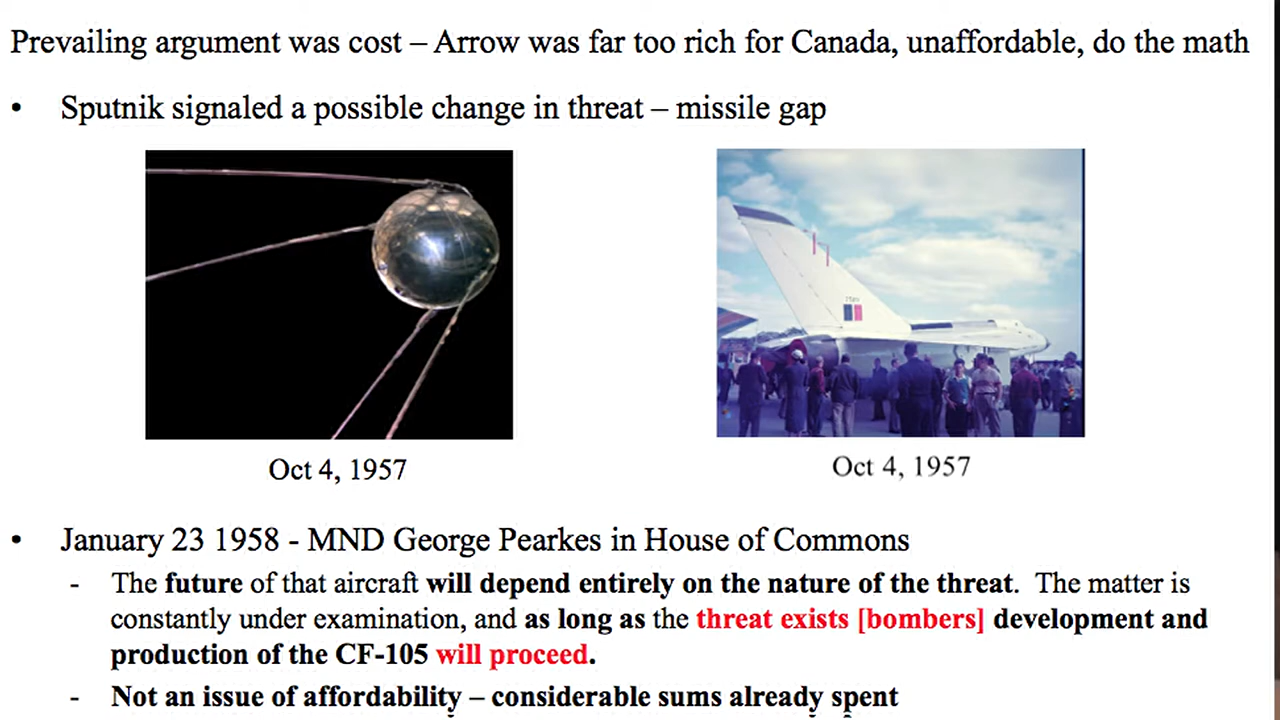 Prevailing argument was cost – Arrow was far too rich for Canada, unaffordable, do the math
• Sputnik signaled a possible change in threat – missile gap
Oct 4, 1957
Oct 4, 1957
• January 23 1958 - MND George Pearkes in House of Commons
- The future of that aircraft will depend entirely on the nature of the threat. The matter is
constantly under examination, and as long as the threat exists [bombers] development and
production of the CF-105 will proceed.
- Not an issue of affordability – considerable sums already spent